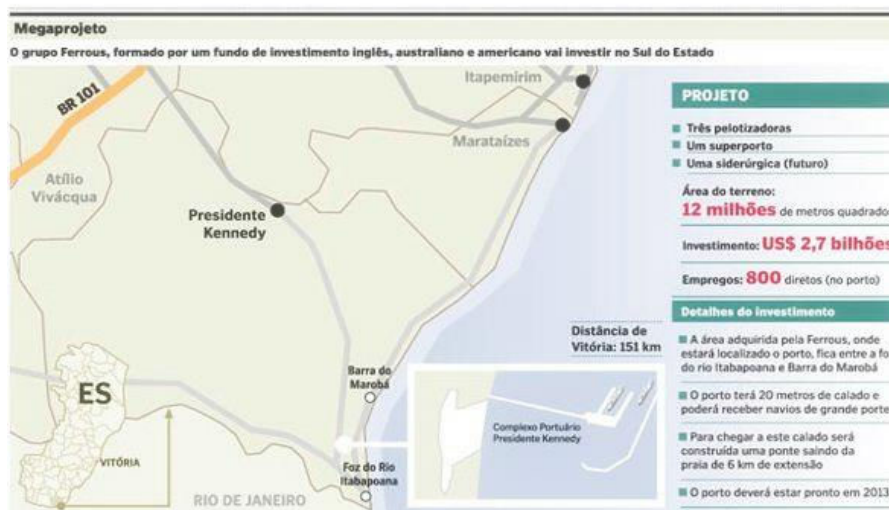 Megaprojeto
O grupo Ferrous, formado por um fundo de investimento inglês, australiano e americano vai investir no Sul do Estado
BR 101
Itapemirim
Marataízes
Atílio
Vivácqua
Presidente
Kennedy
Distância de
Vitória: 151 km
Barra do
Marobá
ES
VITÓRIA
Complexo Portuário
Presidente Kennedy
Foz do Rio
Itabapoana
RIO DE JANEIRO
PROJETO
Três pelotizadoras
Um superporto
Uma siderúrgica (futuro)
Área do terreno:
12 milhões de metros quadrado
Investimento: US$ 2,7 bilhões
Empregos: 800 diretos (no porto)
Detalhes do investimento
A área adquirida pela Ferrous, onde
estará localizado o porto, fica entre a fo
do rio Itabapoana e Barra do Marobá
O porto terá 20 metros de calado e
poderá receber navios de grande porte
Para chegar a este calado será
construída uma ponte saindo da
praia de 6 km de extensão
O porto deverá estar pronto em 2013